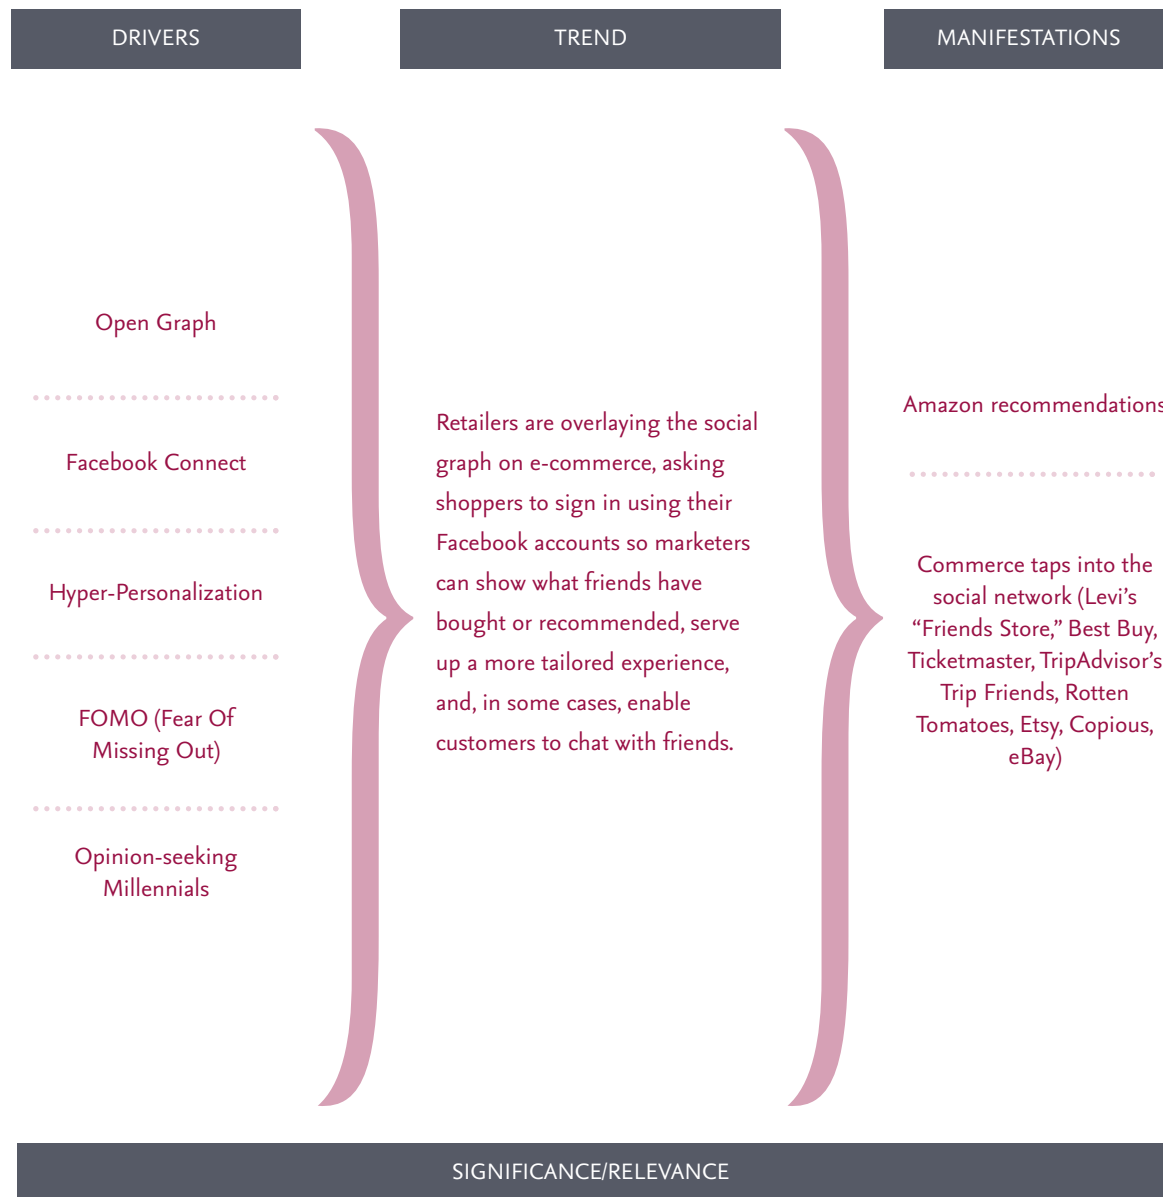 DRIVERS
TREND
MANIFESTATIONS
Open Graph
Facebook Connect
Hyper-Personalization
FOMO (Fear Of
Missing Out)
Opinion-seeking
Millennials
Retailers are overlaying the social
graph on e-commerce, asking
shoppers to sign in using their
Facebook accounts so marketers
can show what friends have
bought or recommended, serve
up a more tailored experience,
and, in some cases, enable
customers to chat with friends.
Amazon recommendations
Commerce taps into the
social network (Levi’s
“Friends Store,” Best Buy,
Ticketmaster, TripAdvisor’s
Trip Friends, Rotten
Tomatoes, Etsy, Copious,
eBay)
SIGNIFICANCE/RELEVANCE